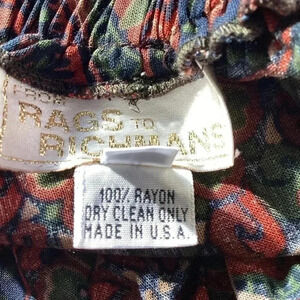 FROM
RAGS TO
RICHMANS
100% RAYON
DRY CLEAN ONLY
MADE IN U.S.A.